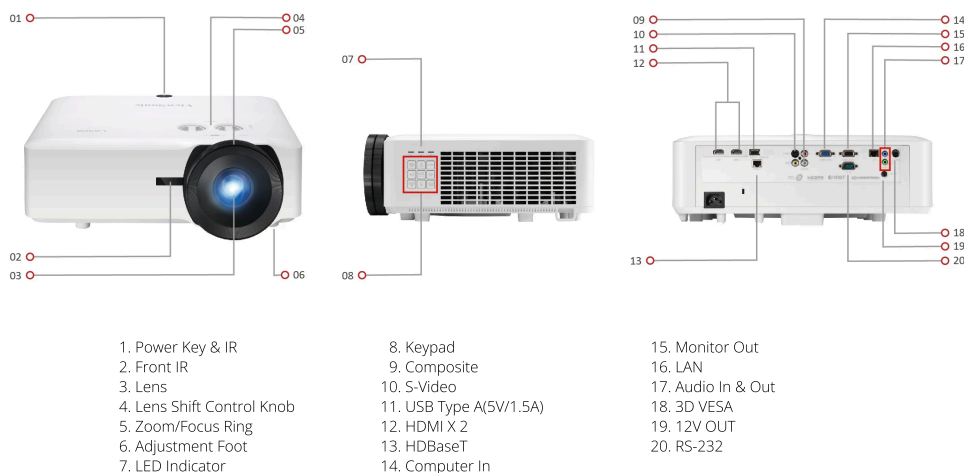 01
04
05
02
03
06
07
08
09
10
11
12
13
14
15
16
17
18
19
20
ViewSonic
1. Power Key & IR
2. Front IR
3. Lens
4. Lens Shift Control Knob
5. Zoom/Focus Ring
6. Adjustment Foot
7. LED Indicator
8. Keypad
9. Composite
10. S-Video
11. USB Type A(5V/1.5A)
12. HDMI X 2
13. HDBaseT
14. Computer In
15. Monitor Out
16. LAN
17. Audio In & Out
18. 3D VESA
19. 12V OUT
20. RS-232